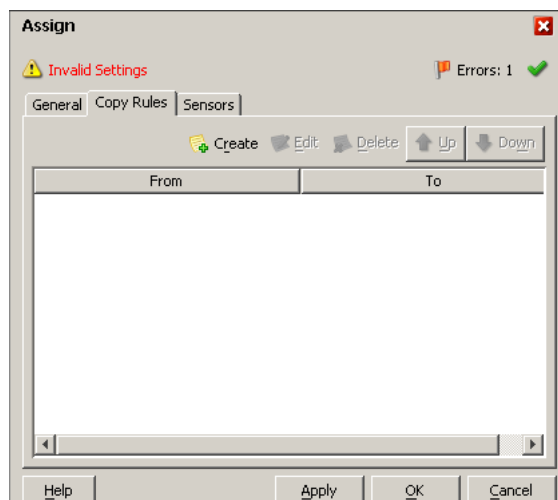 Assign
Invalid Settings Errors: 1
General Copy Rules Sensors
Create Edit Delete Up Down
From To
Help Apply OK Cancel